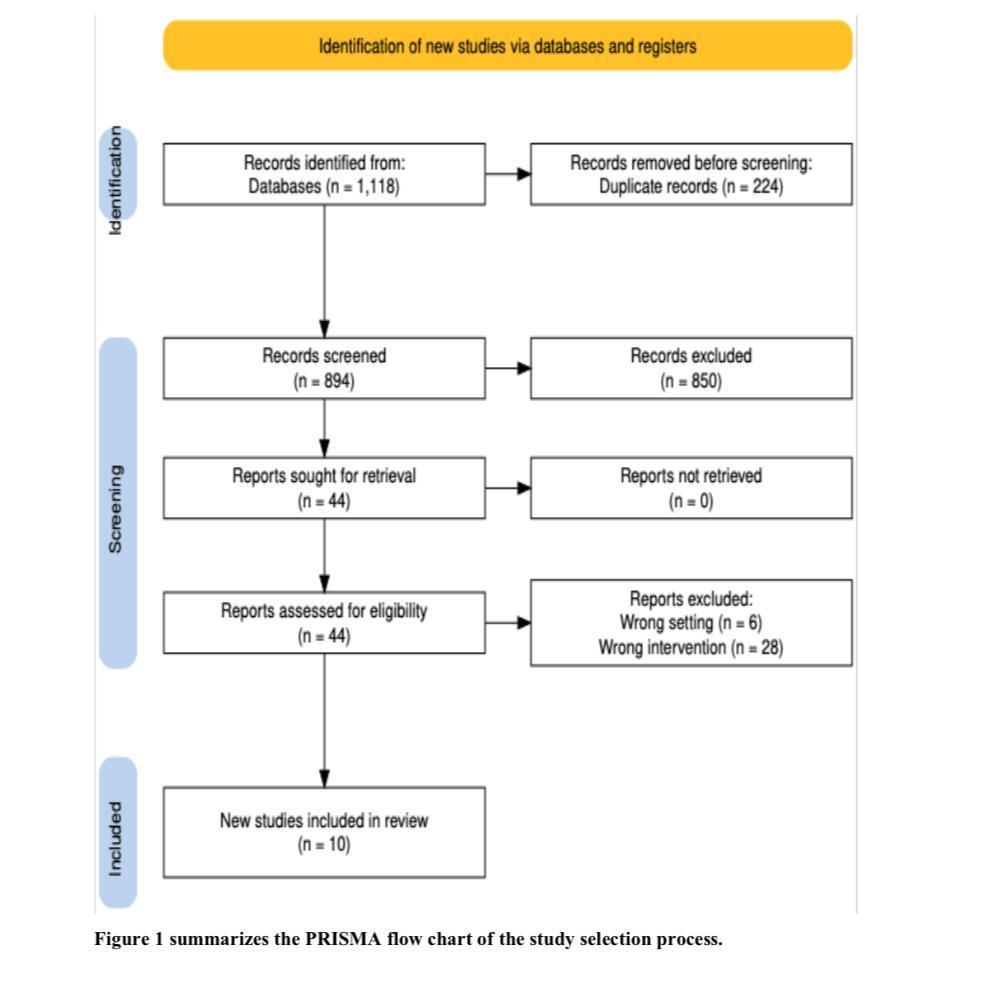 Identification of new studies via databases and registers
Identification
Records identified from:
Databases (n = 1,118)
Records removed before screening:
Duplicate records (n = 224)
Screening
Records screened
(n = 894)
Records excluded
(n = 850)
Reports sought for retrieval
(n = 44)
Reports not retrieved
(n = 0)
Reports assessed for eligibility
(n = 44)
Reports excluded:
Wrong setting (n = 6)
Wrong intervention (n = 28)
Included
New studies included in review
(n = 10)
Figure 1 summarizes the PRISMA flow chart of the study selection process.